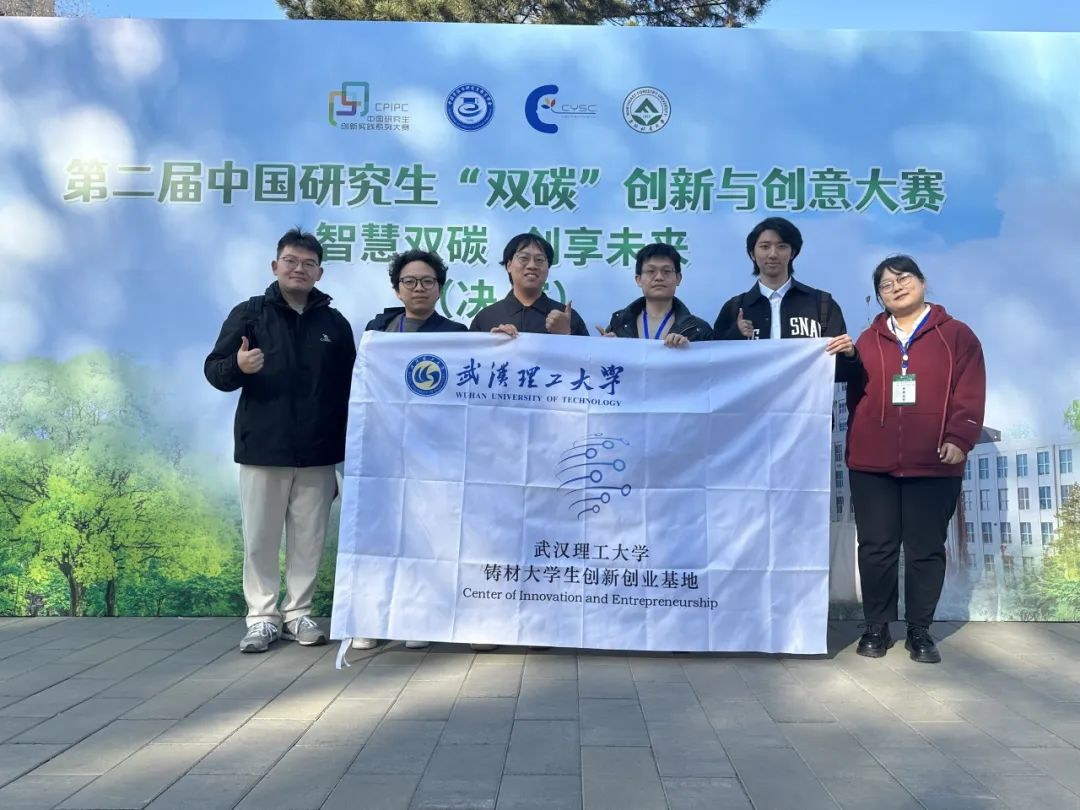 CPIPC
中国研究生
创新实践系列大赛
CYSC
第二届中国研究生“双碳”创新与创意大赛
智慧双碳 创享未来
（决
SNA
武漢理工大學
WUHAN UNIVERSITY OF TECHNOLOGY
武汉理工大学
铸材大学生创新创业基地
Center of Innovation and Entrepreneurship